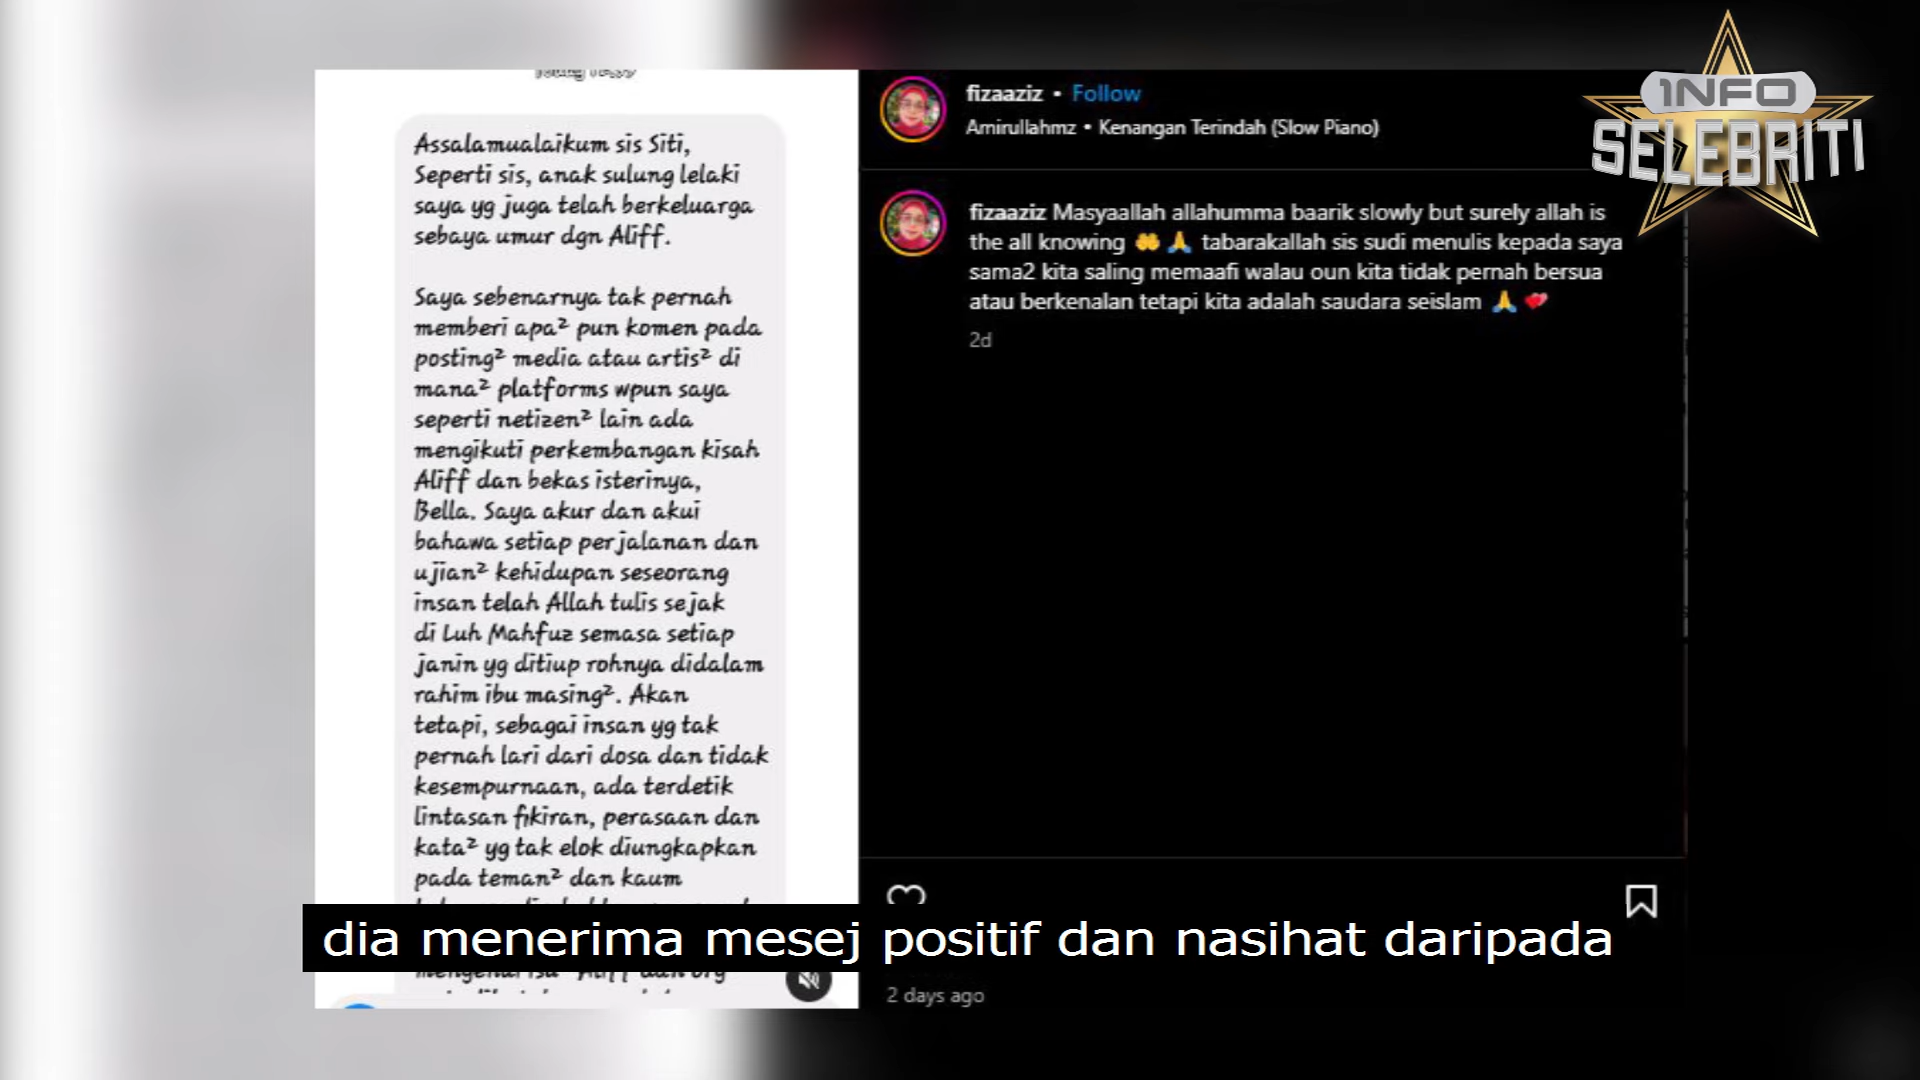 Assalamualaikum sis Siti,
Seperti sis, anak sulung lelaki
saya yg juga telah berkeluarga
sebaya umur dgn Aliff.
Saya sebenarnya tak pernah
memberi apa² pun komen pada
posting² media atau artis² di
mana² platforms wpun saya
seperti netizen² lain ada
mengikuti perkembangan kisah
Aliff dan bekas isterinya,
Bella. Saya akur dan akui
bahawa setiap perjalanan dan
ujian² kehidupan seseorang
insan telah Allah tulis sejak
di Luh Mahfuz semasa setiap
janin yg ditiup rohnya didalam
rahim ibu masing². Akan
tetapi, sebagai insan yg tak
pernah lari dari dosa dan tidak
kesempurnaan, ada terdetik
lintasan fikiran, perasaan dan
kata² yg tak elok diungkapkan
pada teman² dan kaum
fizaaziz • Follow
Amirullahmz • Kenangan Terindah (Slow Piano)
fizaaziz Masyaallah allahumma baarik slowly but surely allah is
the all knowing 🤲 🙏 tabarakallah sis sudi menulis kepada saya
sama2 kita saling memaafi walau oun kita tidak pernah bersua
atau berkenalan tetapi kita adalah saudara seislam 🙏 💕
2d
2 days ago
1NFO
SELEBRITI
dia menerima mesej positif dan nasihat daripada